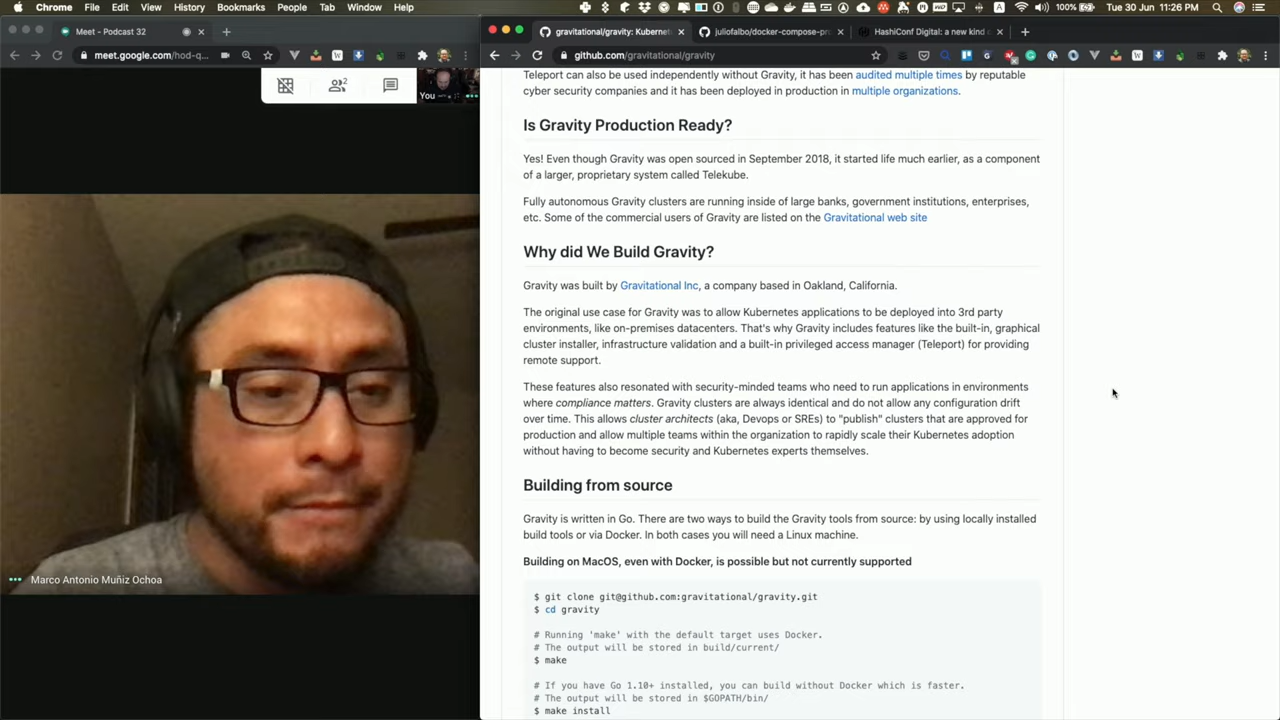 Chrome File Edit View History Bookmarks People Tab Window Help
100% Tue 30 Jun 11:26 PM
Meet - Podcast 32
meet.google.com/hod-q...
You
2
gravitational/gravity: Kubernet
juliofalbo/docker-compose-pr
HashiConf Digital: a new kind o
github.com/gravitational/gravity
Teleport can also be used independently without Gravity, it has been audited multiple times by reputable
cyber security companies and it has been deployed in production in multiple organizations.
Is Gravity Production Ready?
Yes! Even though Gravity was open sourced in September 2018, it started life much earlier, as a component
of a larger, proprietary system called Telekube.
Fully autonomous Gravity clusters are running inside of large banks, government institutions, enterprises,
etc. Some of the commercial users of Gravity are listed on the Gravitational web site
Why did We Build Gravity?
Gravity was built by Gravitational Inc, a company based in Oakland, California.
The original use case for Gravity was to allow Kubernetes applications to be deployed into 3rd party
environments, like on-premises datacenters. That's why Gravity includes features like the built-in, graphical
cluster installer, infrastructure validation and a built-in privileged access manager (Teleport) for providing
remote support.
These features also resonated with security-minded teams who need to run applications in environments
where compliance matters. Gravity clusters are always identical and do not allow any configuration drift
over time. This allows cluster architects (aka, Devops or SREs) to "publish" clusters that are approved for
production and allow multiple teams within the organization to rapidly scale their Kubernetes adoption
without having to become security and Kubernetes experts themselves.
Building from source
Gravity is written in Go. There are two ways to build the Gravity tools from source: by using locally installed
build tools or via Docker. In both cases you will need a Linux machine.
Building on MacOS, even with Docker, is possible but not currently supported
$ git clone git@github.com:gravitational/gravity.git
$ cd gravity
# Running 'make' with the default target uses Docker.
# The output will be stored in build/current/
$ make
# If you have Go 1.10+ installed, you can build without Docker which is faster.
# The output will be stored in $GOPATH/bin/
$ make install
Marco Antonio Muñiz Ochoa